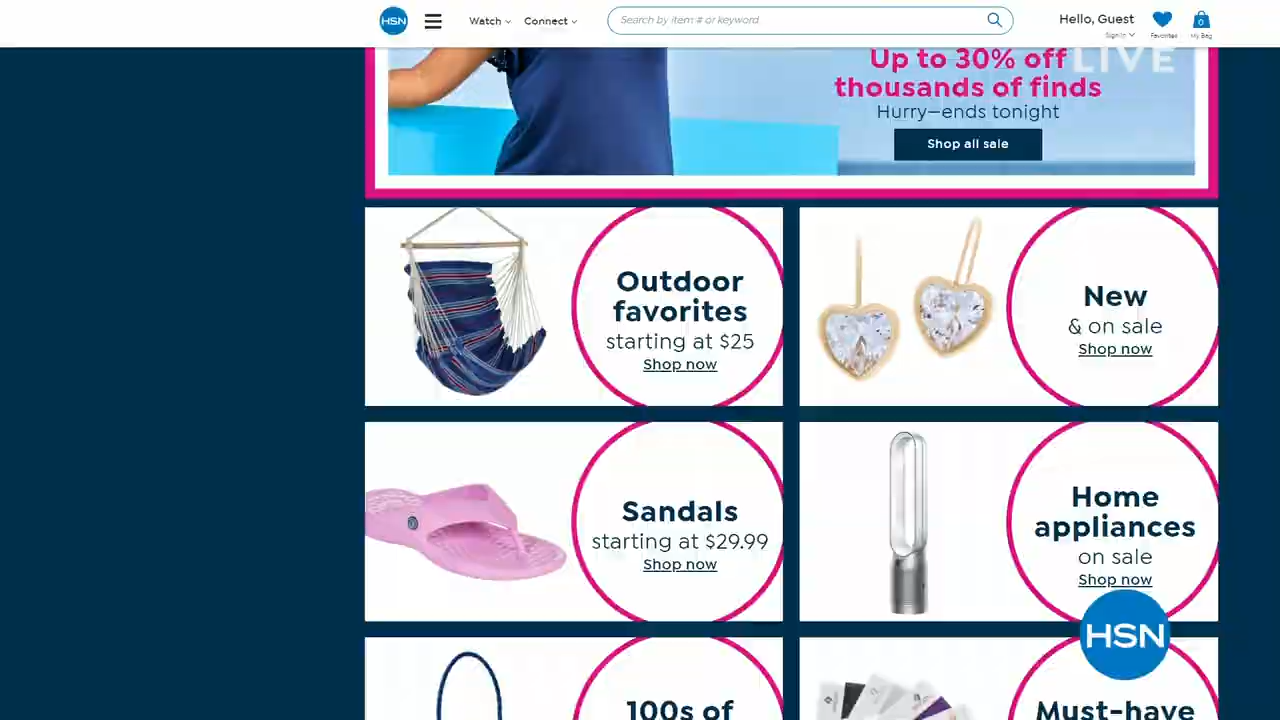 HSN
Watch
Connect
Search by item # or keyword
Hello, Guest
Sign In
Favorites
0
My Bag
LIVE
Up to 30% off
thousands of finds
Hurry—ends tonight
Shop all sale
Outdoor
favorites
starting at $25
Shop now
New
& on sale
Shop now
Sandals
starting at $29.99
Shop now
Home
appliances
on sale
Shop now
HSN
100s of
Must-have